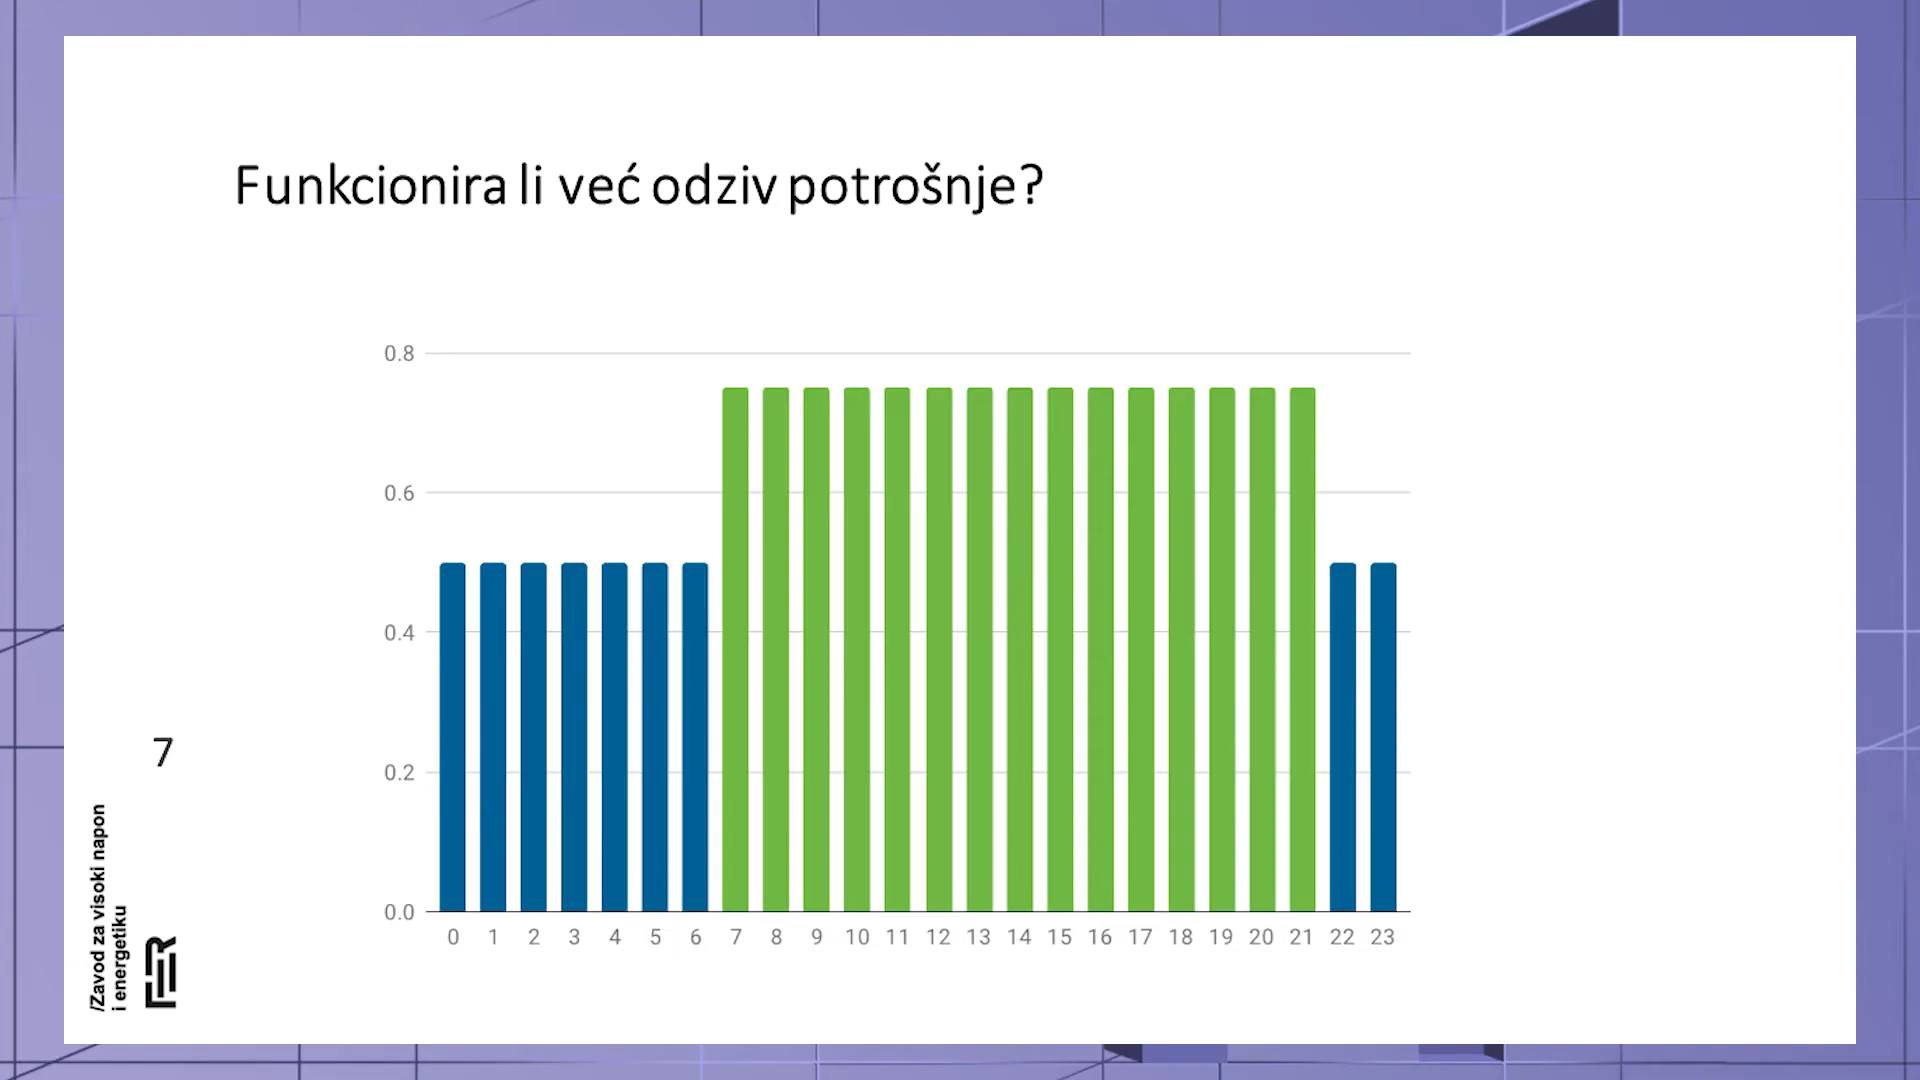 Funkcionira li već odziv potrošnje?
0.8
0.6
0.4
0.2
0.0
0 1 2 3 4 5 6 7 8 9 10 11 12 13 14 15 16 17 18 19 20 21 22 23
7
/Zavod za visoki napon
i energetiku